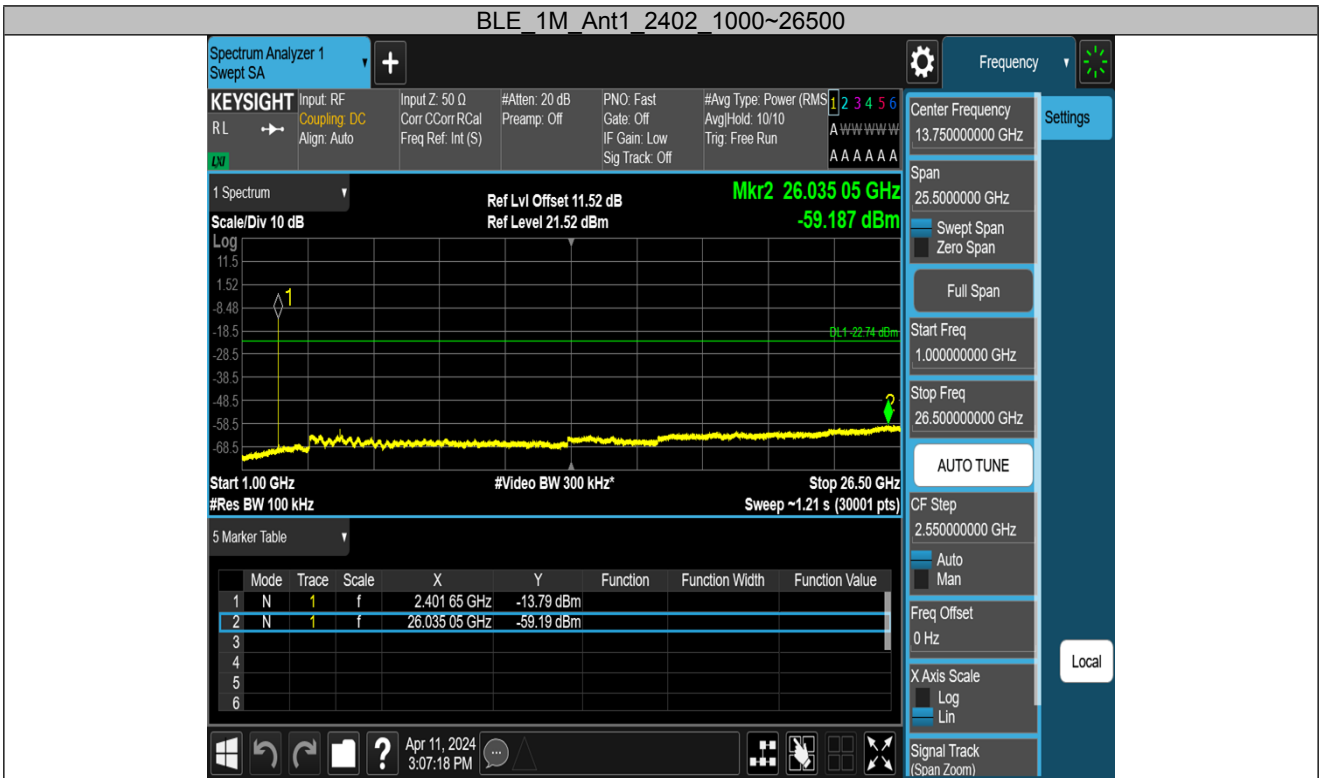 BLE_1M_Ant1_2402_1000~26500
Spectrum Analyzer 1
Swept SA
+
Frequency
KEYSIGHT
RL
LXI
Input: RF
Coupling: DC
Align: Auto
Input Z: 50 Ω
Corr CCorr RCal
Freq Ref: Int (S)
#Atten: 20 dB
Preamp: Off
PNO: Fast
Gate: Off
IF Gain: Low
Sig Track: Off
#Avg Type: Power (RMS
Avg|Hold: 10/10
Trig: Free Run
1 2 3 4 5 6
A W W W W W
A A A A A A
1 Spectrum
Scale/Div 10 dB
Ref Lvl Offset 11.52 dB
Ref Level 21.52 dBm
Mkr2 26.035 05 GHz
-59.187 dBm
Log
11.5
1.52
-8.48
-18.5
-28.5
-38.5
-48.5
-58.5
-68.5
1
DL1 -22.74 dBm
2
Start 1.00 GHz
#Video BW 300 kHz*
Stop 26.50 GHz
#Res BW 100 kHz
Sweep ~1.21 s (30001 pts)
5 Marker Table
Mode Trace Scale X Y Function Function Width Function Value
1 N 1 f 2.401 65 GHz -13.79 dBm
2 N 1 f 26.035 05 GHz -59.19 dBm
3
4
5
6
?
Apr 11, 2024
3:07:18 PM
Center Frequency
13.750000000 GHz
Settings
Span
25.5000000 GHz
Swept Span
Zero Span
Full Span
Start Freq
1.000000000 GHz
Stop Freq
26.500000000 GHz
AUTO TUNE
CF Step
2.550000000 GHz
Auto
Man
Freq Offset
0 Hz
Local
X Axis Scale
Log
Lin
Signal Track
(Span Zoom)